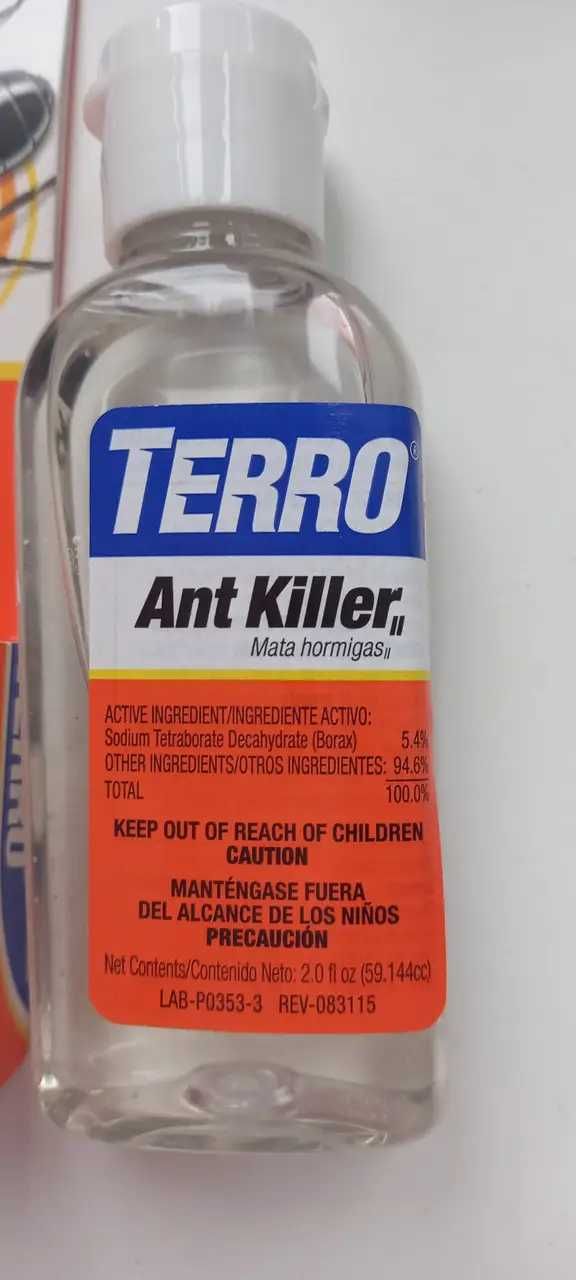 TERRO®
Ant Killer II
Mata hormigas II
ACTIVE INGREDIENT/INGREDIENTE ACTIVO:
Sodium Tetraborate Decahydrate (Borax) 5.4%
OTHER INGREDIENTS/OTROS INGREDIENTES: 94.6%
TOTAL 100.0%
KEEP OUT OF REACH OF CHILDREN
CAUTION
MANTÉNGASE FUERA
DEL ALCANCE DE LOS NIÑOS
PRECAUCIÓN
Net Contents/Contenido Neto: 2.0 fl oz (59.144cc)
LAB-P0353-3 REV-083115